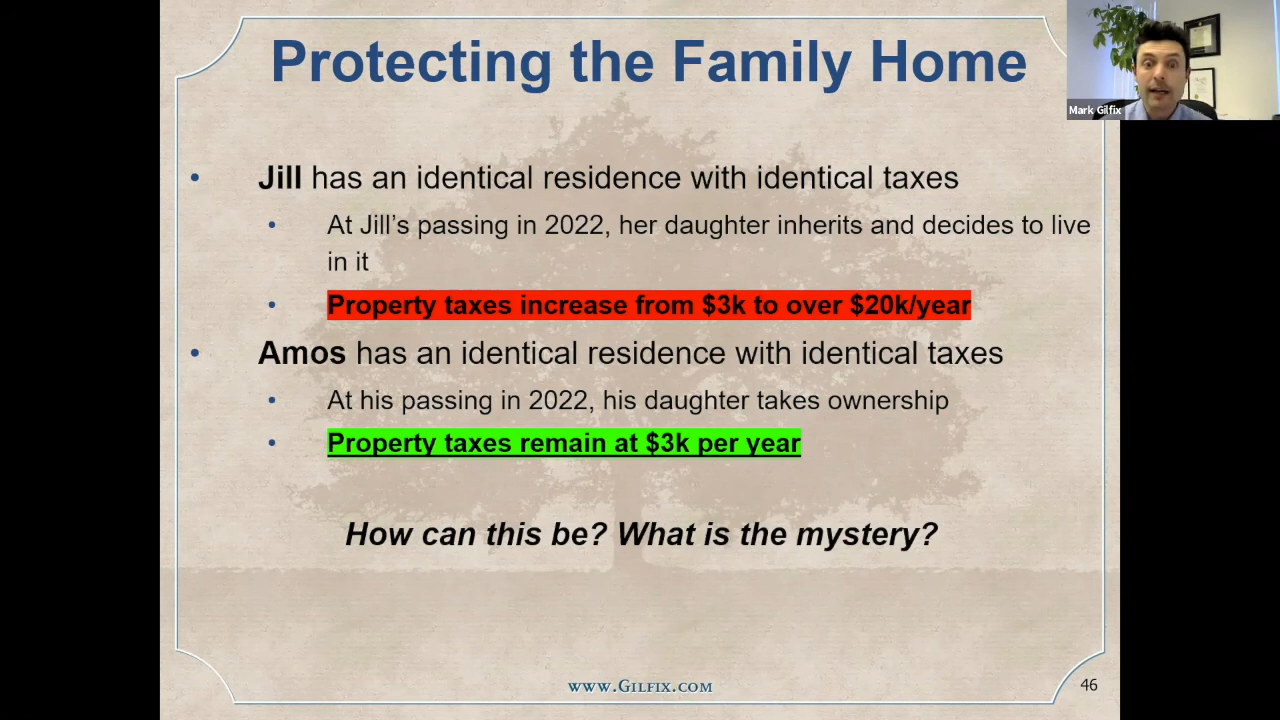 Protecting the Family Home
Mark Gilfix
• Jill has an identical residence with identical taxes
• At Jill's passing in 2022, her daughter inherits and decides to live
in it
• Property taxes increase from $3k to over $20k/year
• Amos has an identical residence with identical taxes
• At his passing in 2022, his daughter takes ownership
• Property taxes remain at $3k per year
How can this be? What is the mystery?
www.Gilfix.com
46